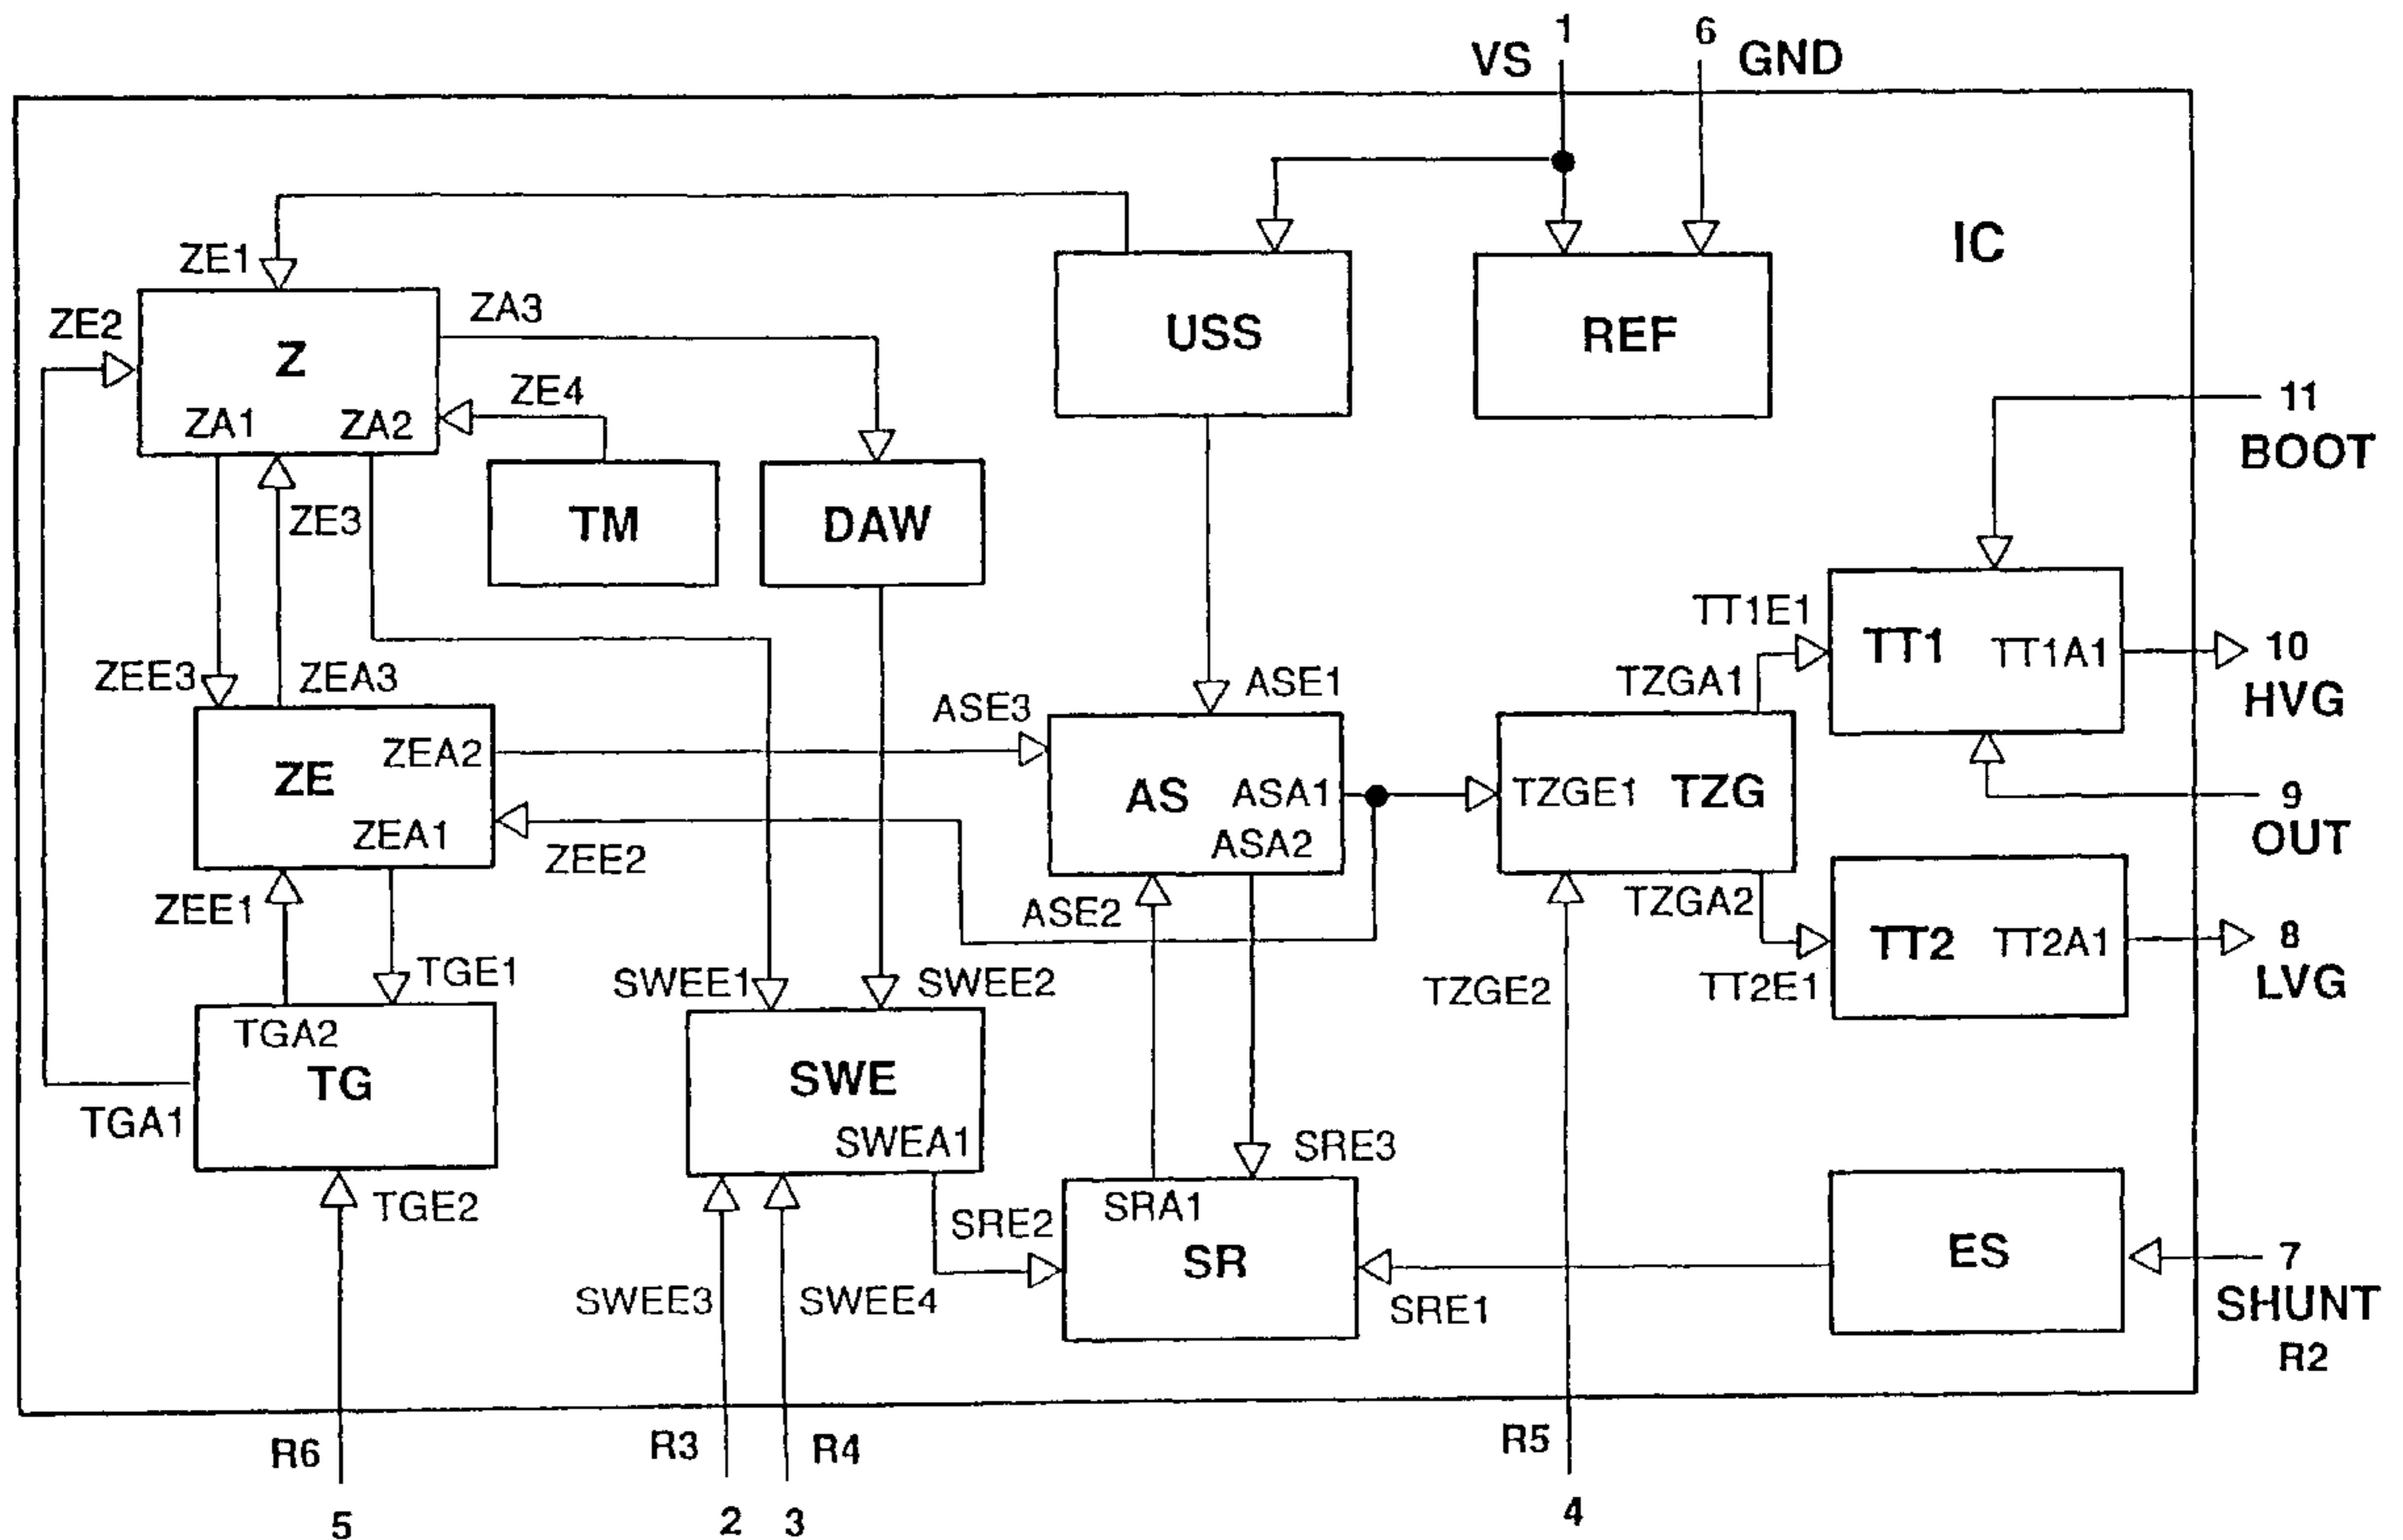 1
6
VS
GND
IC
ZE1
ZE2
Z
ZA3
USS
REF
ZE4
ZA1
ZA2
11
BOOT
ZE3
TM
DAW
TT1E1
TT1
TT1A1
10
HVG
ZEE3
ZEA3
ASE3
ASE1
TZGA1
ZEA2
ZE
ZEA1
AS
ASA1
ASA2
TZGE1
TZG
9
OUT
ZEE2
ZEE1
ASE2
TZGA2
TT2
TT2A1
8
LVG
TGE1
SWEE1
SWEE2
TZGE2
TT2E1
TGA2
TG
SWE
TGA1
SWEA1
SRE3
TGE2
SRE2
SRA1
SR
ES
7
SHUNT
R2
SWEE3
SWEE4
SRE1
R6
R3
R4
R5
5
2
3
4